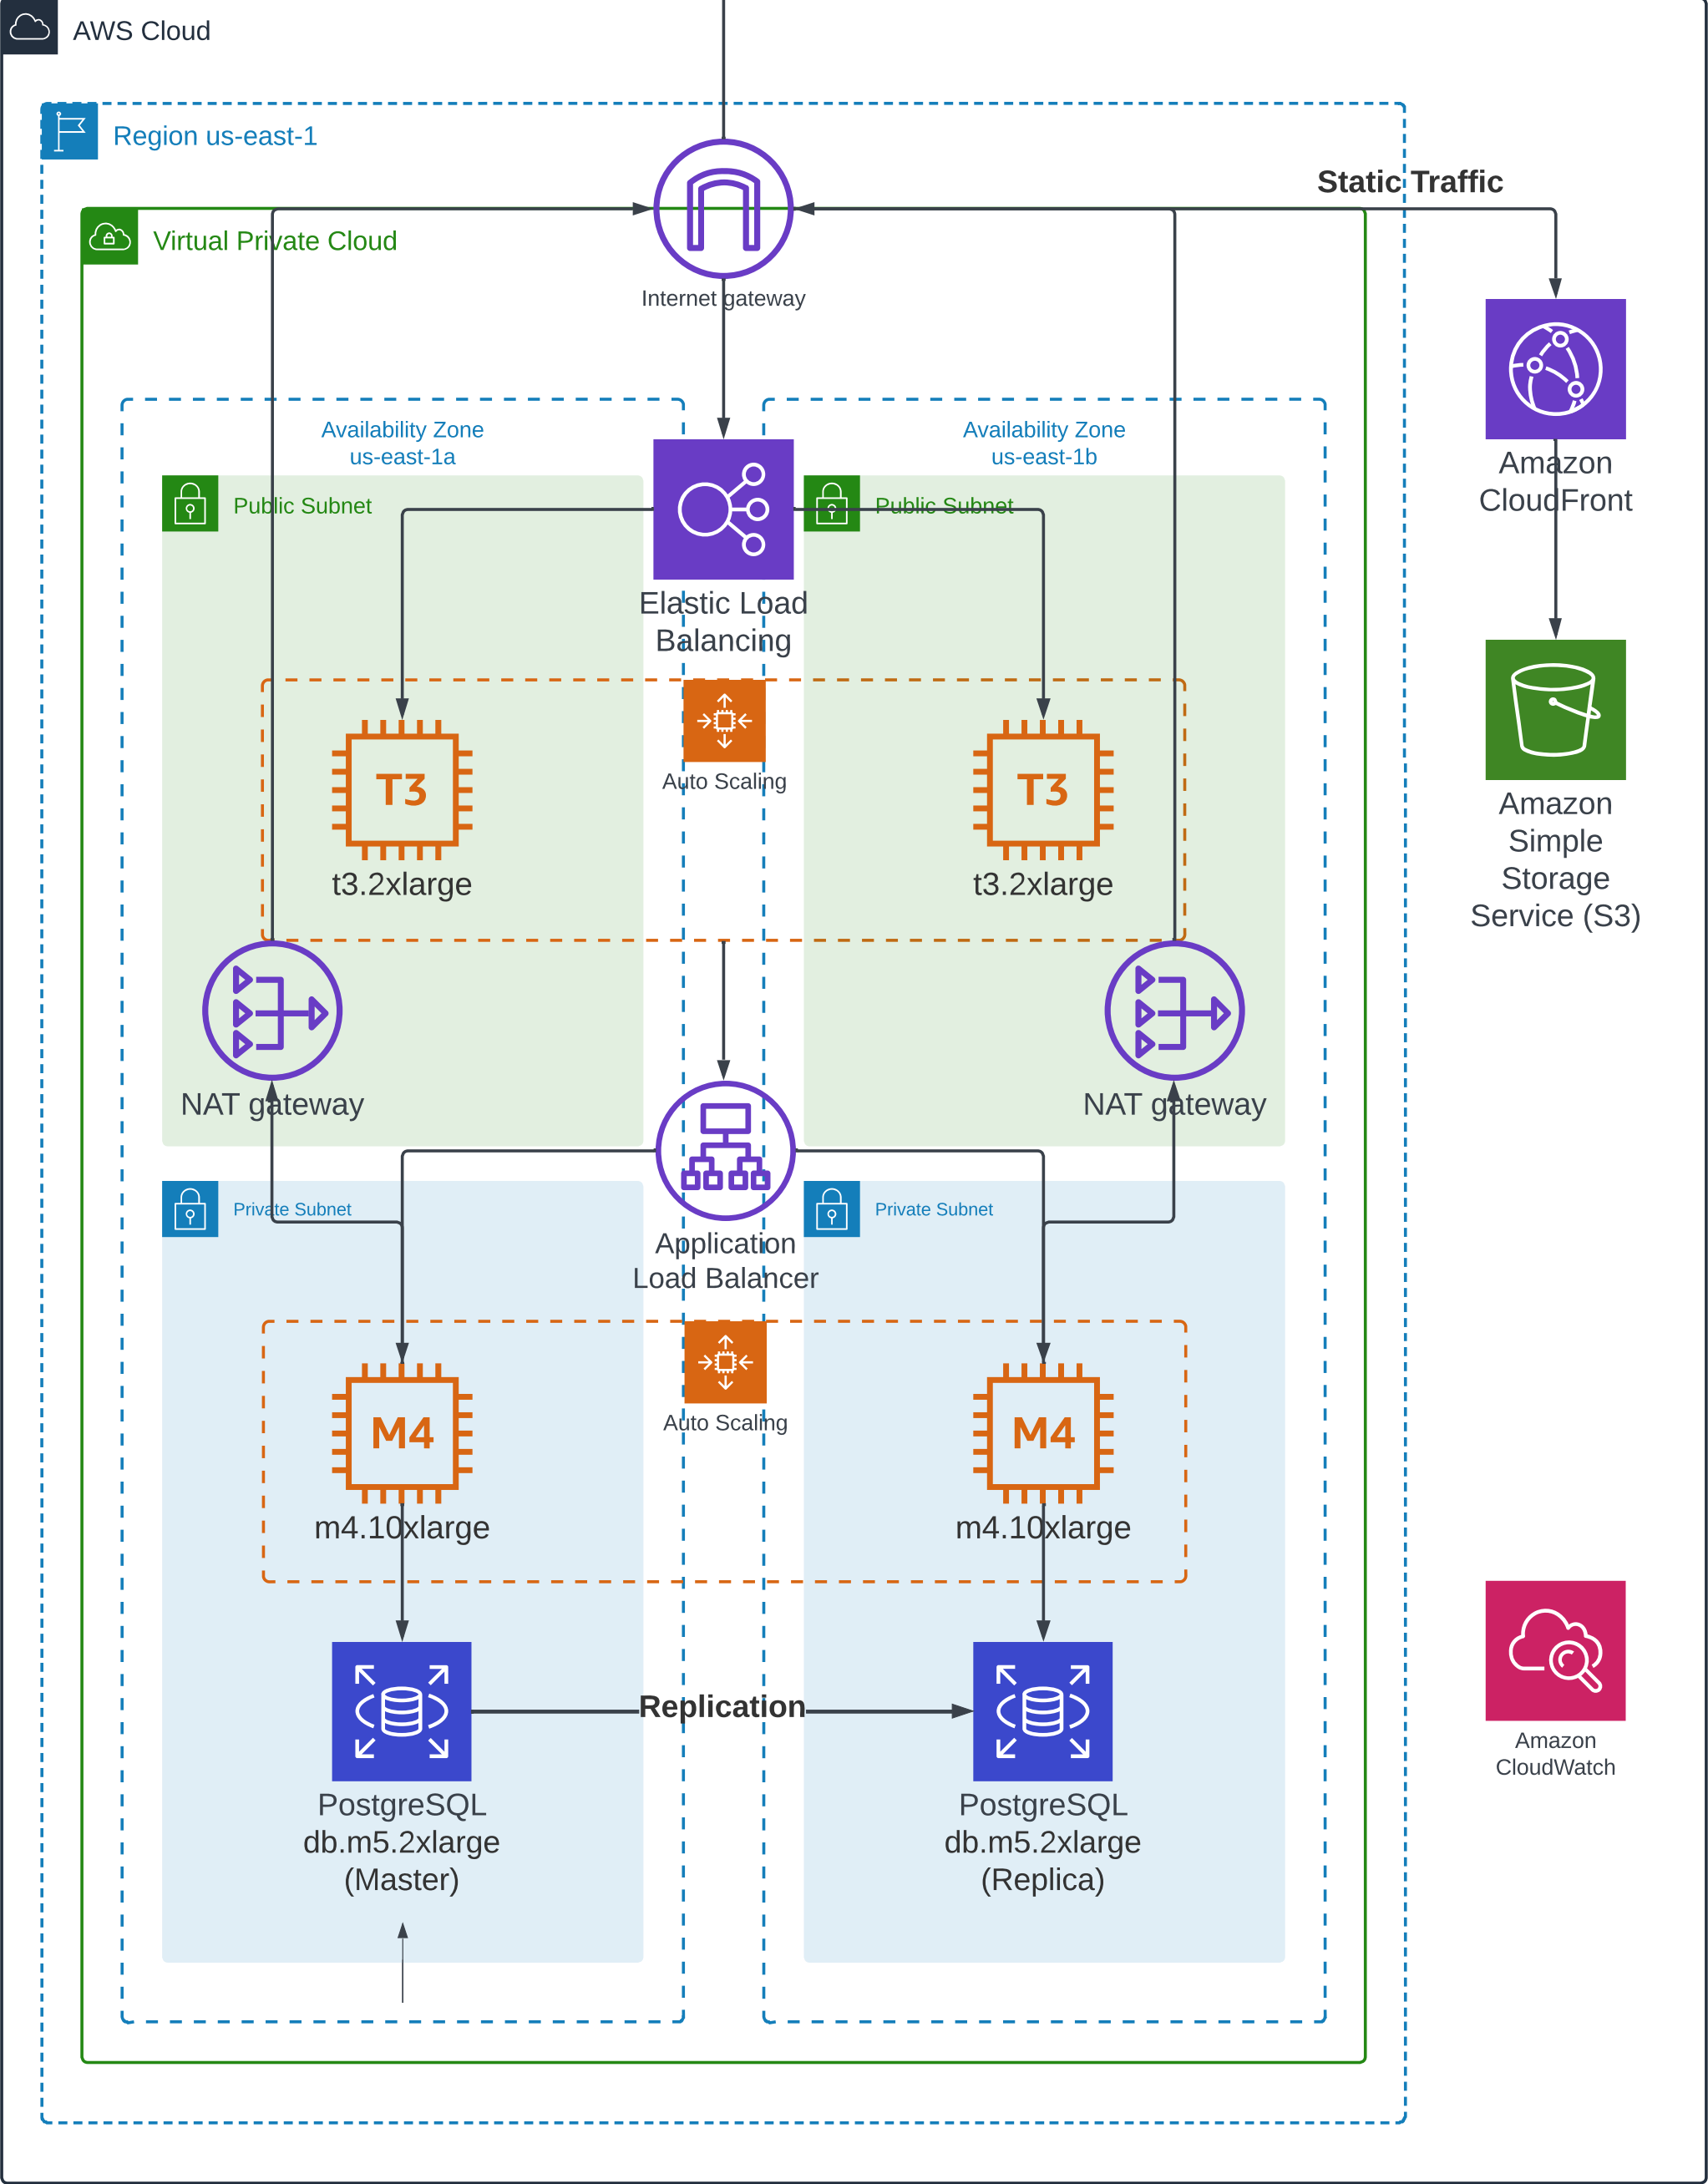 AWS Cloud
Region us-east-1
Static Traffic
Virtual Private Cloud
Internet gateway
Availability Zone
us-east-1a
Availability Zone
us-east-1b
Amazon
CloudFront
Public Subnet
Public Subnet
Elastic Load
Balancing
Auto Scaling
T3
T3
t3.2xlarge
t3.2xlarge
Amazon
Simple
Storage
Service (S3)
NAT gateway
NAT gateway
Private Subnet
Private Subnet
Application
Load Balancer
Auto Scaling
M4
M4
m4.10xlarge
m4.10xlarge
Replication
Amazon
CloudWatch
PostgreSQL
db.m5.2xlarge
(Master)
PostgreSQL
db.m5.2xlarge
(Replica)